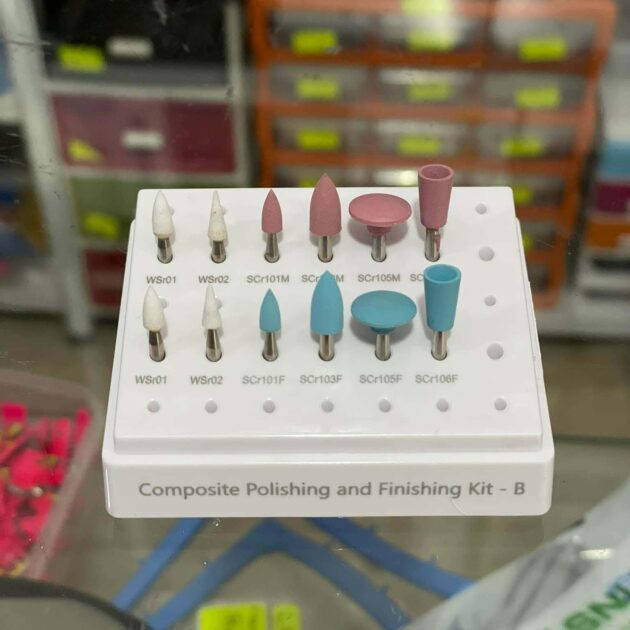 WSr01 WSr02 SCr101M SCr105M
WSr01 WSr02 SCr101F SCr103F SCr105F SCr106F
Composite Polishing and Finishing Kit - B